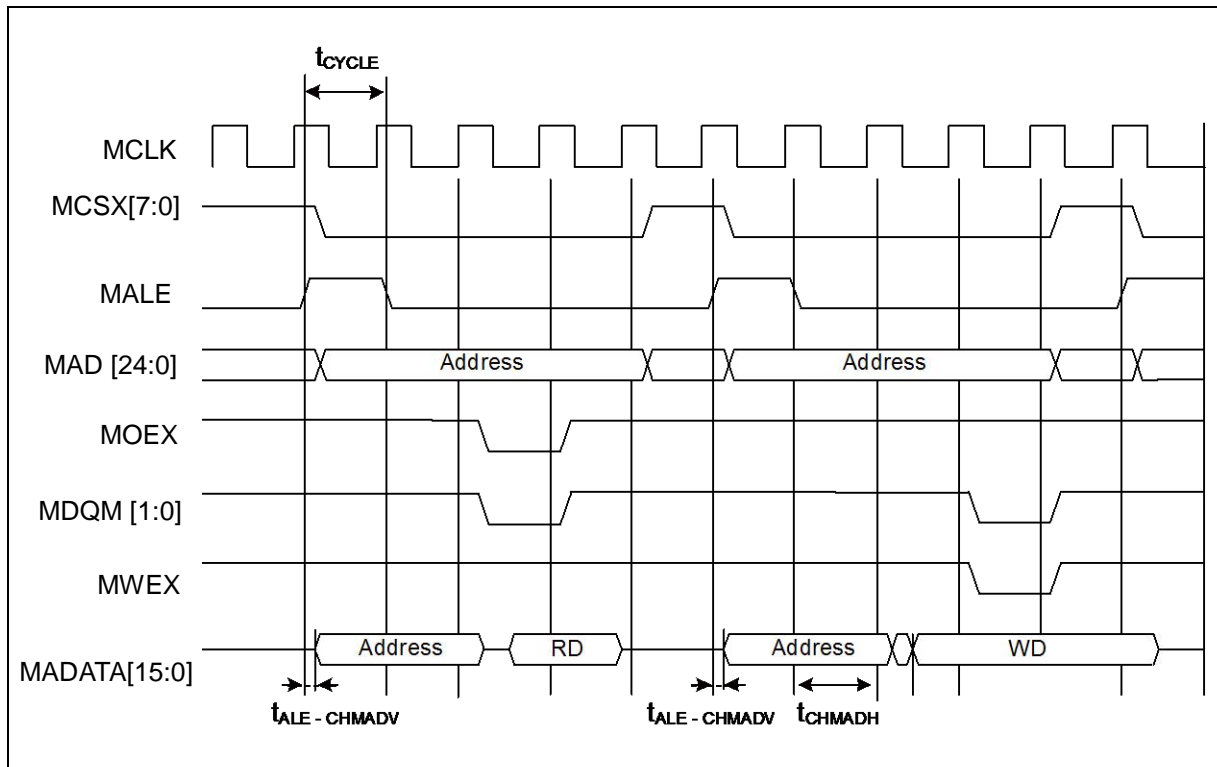 tCYCLE
MCLK
MCSX[7:0]
MALE
MAD [24:0]
Address
Address
MOEX
MDQM [1:0]
MWEX
MADATA[15:0]
Address
RD
Address
WD
tALE - CHMADV
tALE - CHMADV
tCHMADH